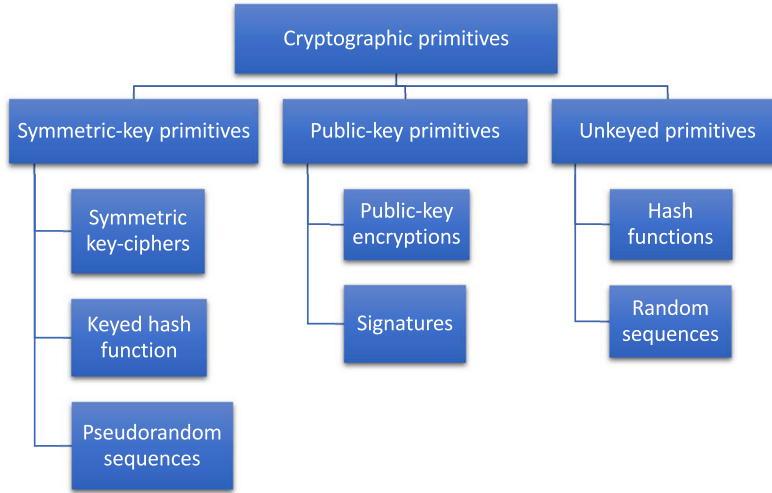 Cryptographic primitives
Symmetric-key primitives
Public-key primitives
Unkeyed primitives
Symmetric
key-ciphers
Public-key
encryptions
Hash
functions
Keyed hash
function
Signatures
Random
sequences
Pseudorandom
sequences